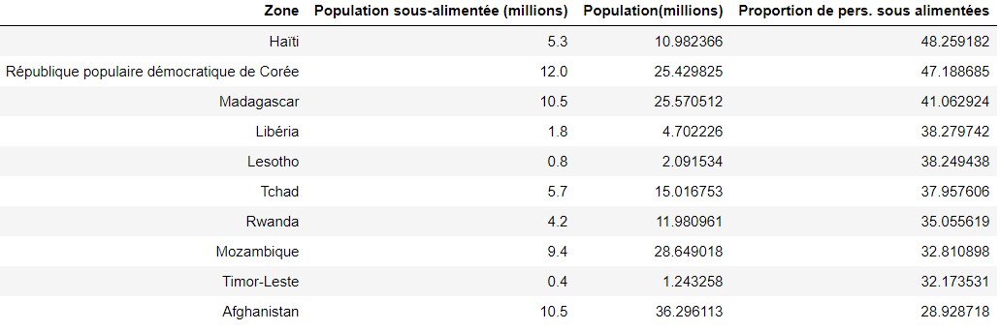 Zone Population sous-alimentée (millions) Population(millions) Proportion de pers. sous alimentées
Haïti 5.3 10.982366 48.259182
République populaire démocratique de Corée 12.0 25.429825 47.188685
Madagascar 10.5 25.570512 41.062924
Libéria 1.8 4.702226 38.279742
Lesotho 0.8 2.091534 38.249438
Tchad 5.7 15.016753 37.957606
Rwanda 4.2 11.980961 35.055619
Mozambique 9.4 28.649018 32.810898
Timor-Leste 0.4 1.243258 32.173531
Afghanistan 10.5 36.296113 28.928718